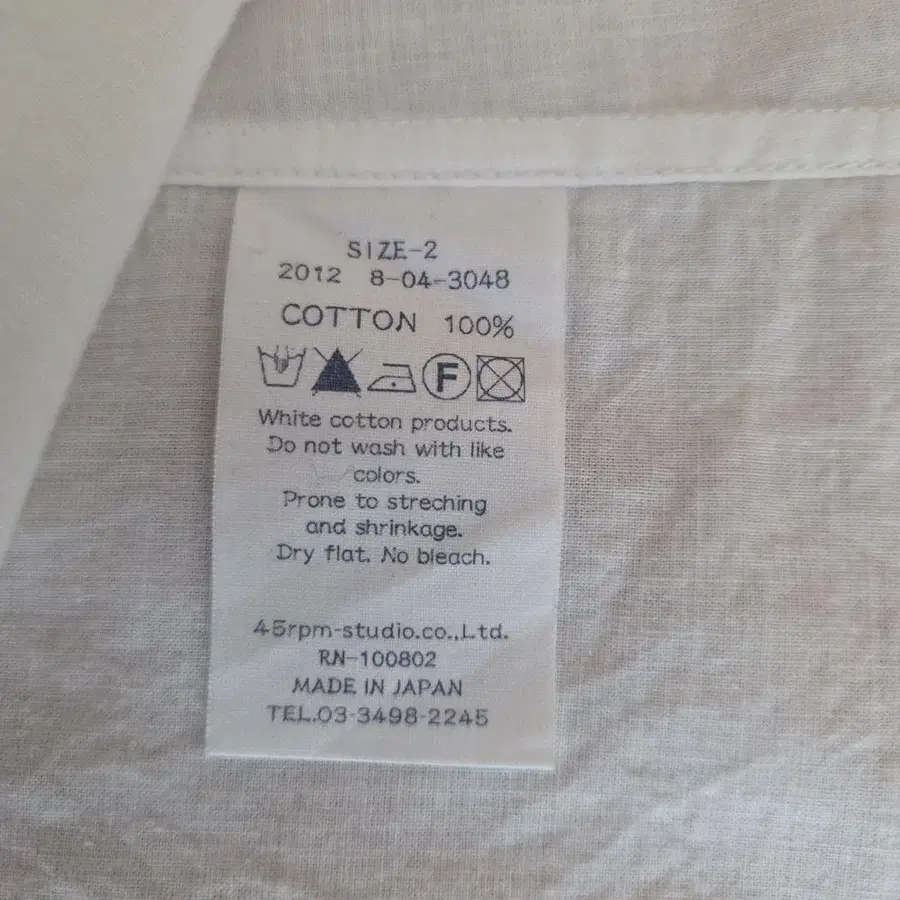 SIZE-2
2012 8-04-3048
COTTON 100%
F
White cotton products.
Do not wash with like
colors.
Prone to streching
and shrinkage.
Dry flat. No bleach.
45rpm-studio.co.,Ltd.
RN-100802
MADE IN JAPAN
TEL.03-3498-2245